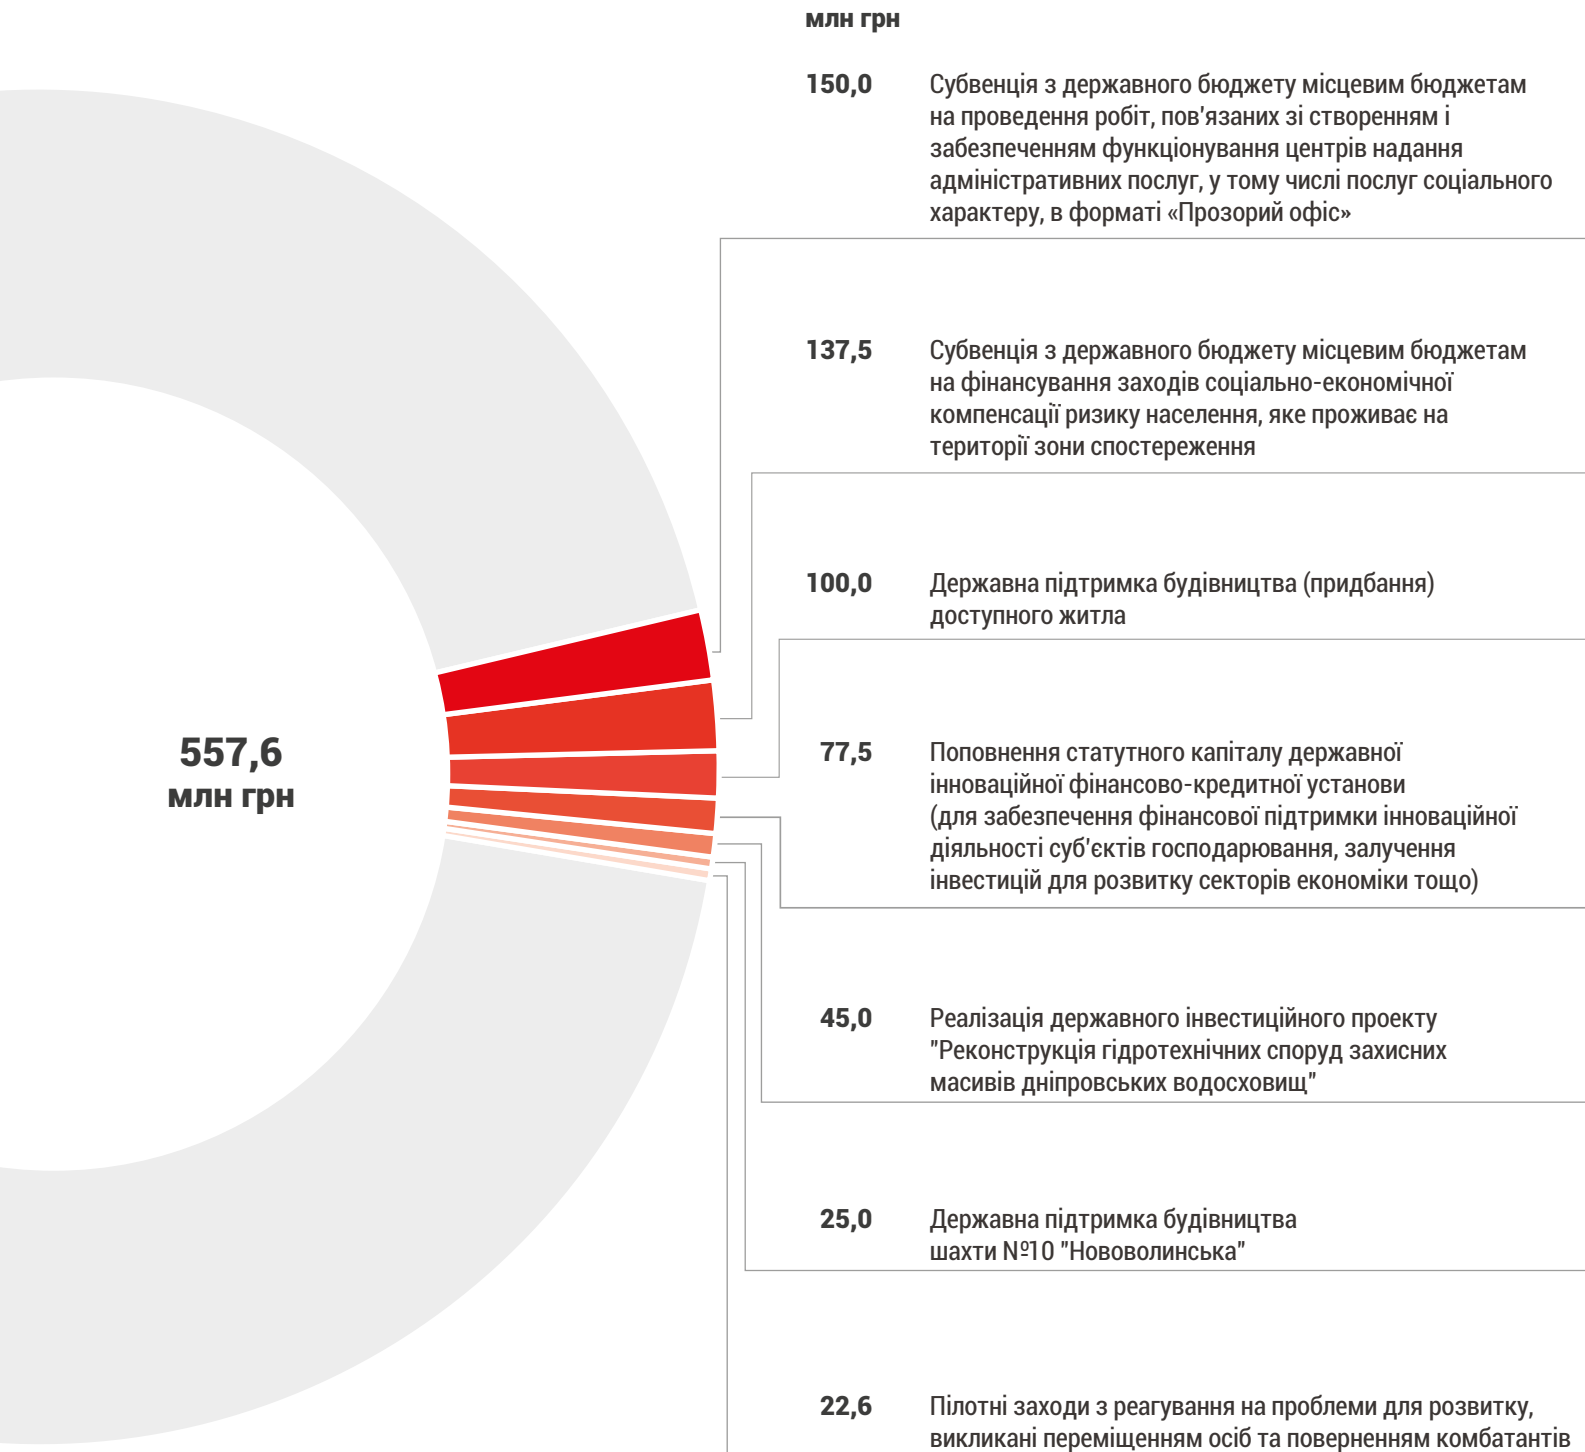 млн грн
150,0 Субвенція з державного бюджету місцевим бюджетам
на проведення робіт, пов'язаних зі створенням і
забезпеченням функціонування центрів надання
адміністративних послуг, у тому числі послуг соціального
характеру, в форматі «Прозорий офіс»
137,5 Субвенція з державного бюджету місцевим бюджетам
на фінансування заходів соціально-економічної
компенсації ризику населення, яке проживає на
території зони спостереження
100,0 Державна підтримка будівництва (придбання)
доступного житла
557,6
млн грн
77,5 Поповнення статутного капіталу державної
інноваційної фінансово-кредитної установи
(для забезпечення фінансової підтримки інноваційної
діяльності суб'єктів господарювання, залучення
інвестицій для розвитку секторів економіки тощо)
45,0 Реалізація державного інвестиційного проекту
"Реконструкція гідротехнічних споруд захисних
масивів дніпровських водосховищ"
25,0 Державна підтримка будівництва
шахти №10 "Нововолинська"
22,6 Пілотні заходи з реагування на проблеми для розвитку,
викликані переміщенням осіб та поверненням комбатантів